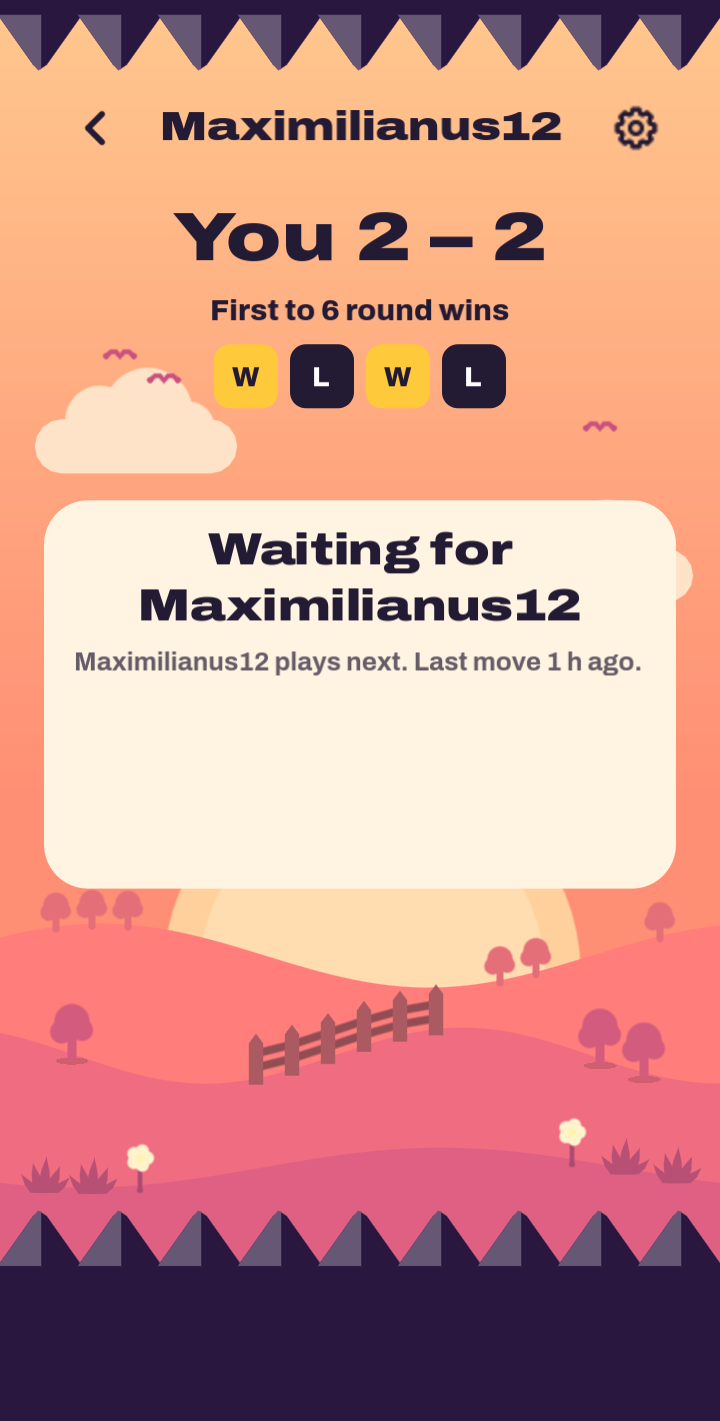 Maximilianus12
You 2 – 2
First to 6 round wins
W L W L
Waiting for
Maximilianus12
Maximilianus12 plays next. Last move 1 h ago.